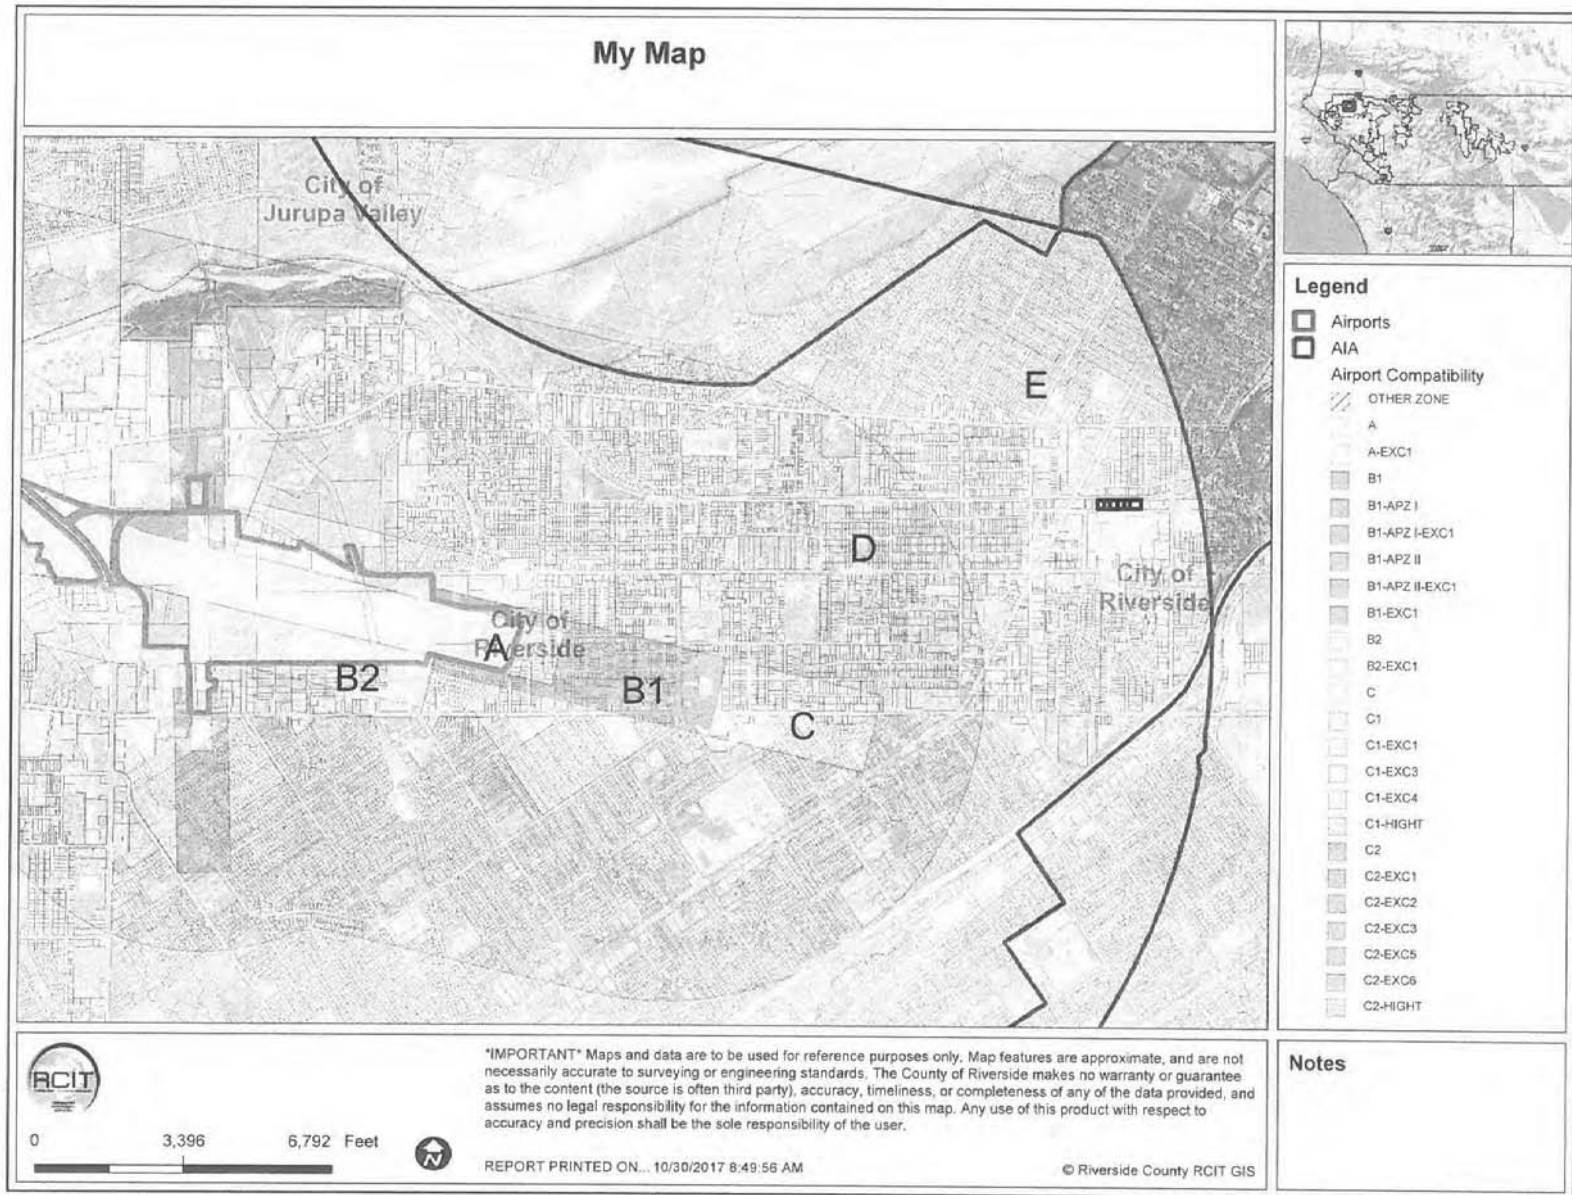 My Map
City of
Jurupa Valley
E
D
City of
Riverside
City of
Riverside
A
B2
B1
C
Legend
Airports
AIA
Airport Compatibility
OTHER ZONE
A
A-EXC1
B1
B1-APZ I
B1-APZ I-EXC1
B1-APZ II
B1-APZ II-EXC1
B1-EXC1
B2
B2-EXC1
C
C1
C1-EXC1
C1-EXC3
C1-EXC4
C1-HIGHT
C2
C2-EXC1
C2-EXC2
C2-EXC3
C2-EXC5
C2-EXC6
C2-HIGHT
RCIT
0 3,396 6,792 Feet
N
*IMPORTANT* Maps and data are to be used for reference purposes only. Map features are approximate, and are not
necessarily accurate to surveying or engineering standards. The County of Riverside makes no warranty or guarantee
as to the content (the source is often third party), accuracy, timeliness, or completeness of any of the data provided, and
assumes no legal responsibility for the information contained on this map. Any use of this product with respect to
accuracy and precision shall be the sole responsibility of the user.
REPORT PRINTED ON... 10/30/2017 8:49:56 AM
© Riverside County RCIT GIS
Notes